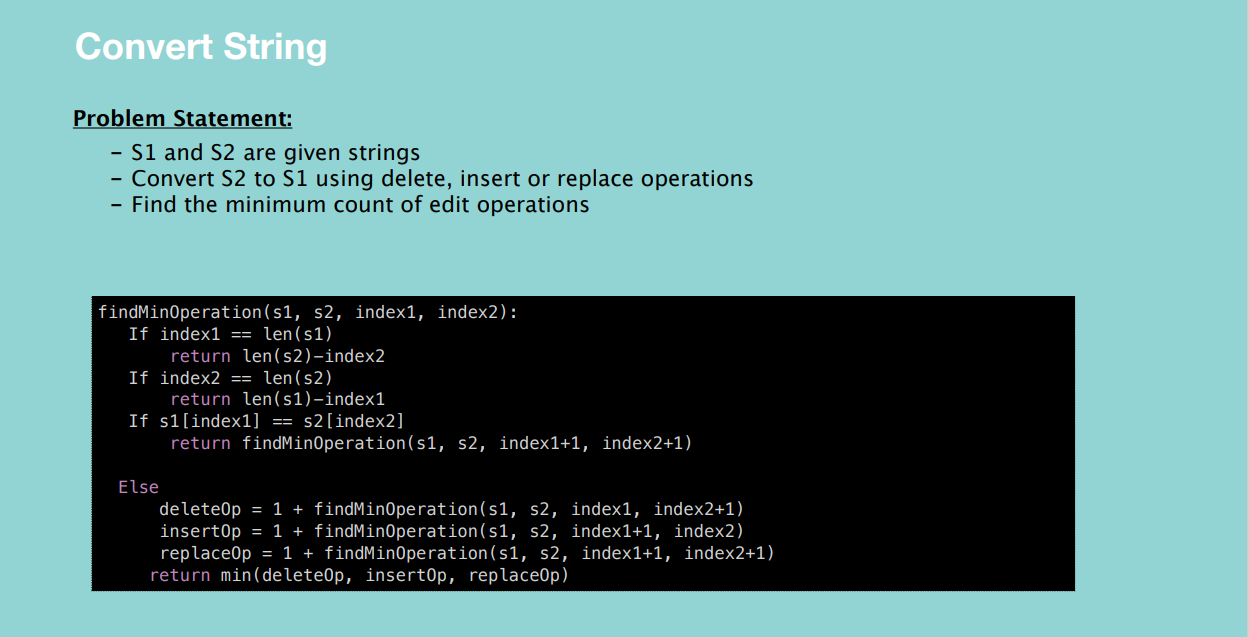 Convert String
Problem Statement:
- S1 and S2 are given strings
- Convert S2 to S1 using delete, insert or replace operations
- Find the minimum count of edit operations
findMinOperation(s1, s2, index1, index2):
   If index1 == len(s1)
       return len(s2)-index2
   If index2 == len(s2)
       return len(s1)-index1
   If s1[index1] == s2[index2]
       return findMinOperation(s1, s2, index1+1, index2+1)
  Else
      deleteOp = 1 + findMinOperation(s1, s2, index1, index2+1)
      insertOp = 1 + findMinOperation(s1, s2, index1+1, index2)
      replaceOp = 1 + findMinOperation(s1, s2, index1+1, index2+1)
     return min(deleteOp, insertOp, replaceOp)